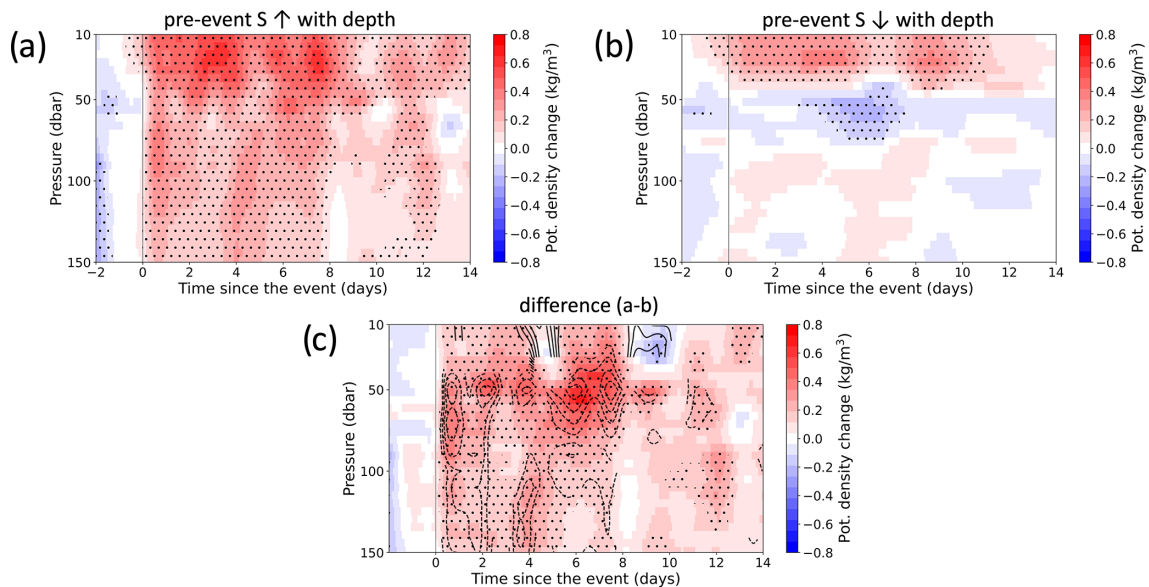 pre-event S ↑ with depth
(a)
10
50
100
150
Pressure (dbar)
−2 0 2 4 6 8 10 12 14
Time since the event (days)
0.8
0.6
0.4
0.2
0.0
−0.2
−0.4
−0.6
−0.8
Pot. density change (kg/m³)
pre-event S ↓ with depth
(b)
10
50
100
150
Pressure (dbar)
−2 0 2 4 6 8 10 12 14
Time since the event (days)
0.8
0.6
0.4
0.2
0.0
−0.2
−0.4
−0.6
−0.8
Pot. density change (kg/m³)
difference (a-b)
(c)
10
50
100
150
Pressure (dbar)
0 2 4 6 8 10 12 14
Time since the event (days)
0.8
0.6
0.4
0.2
0.0
−0.2
−0.4
−0.6
−0.8
Pot. density change (kg/m³)